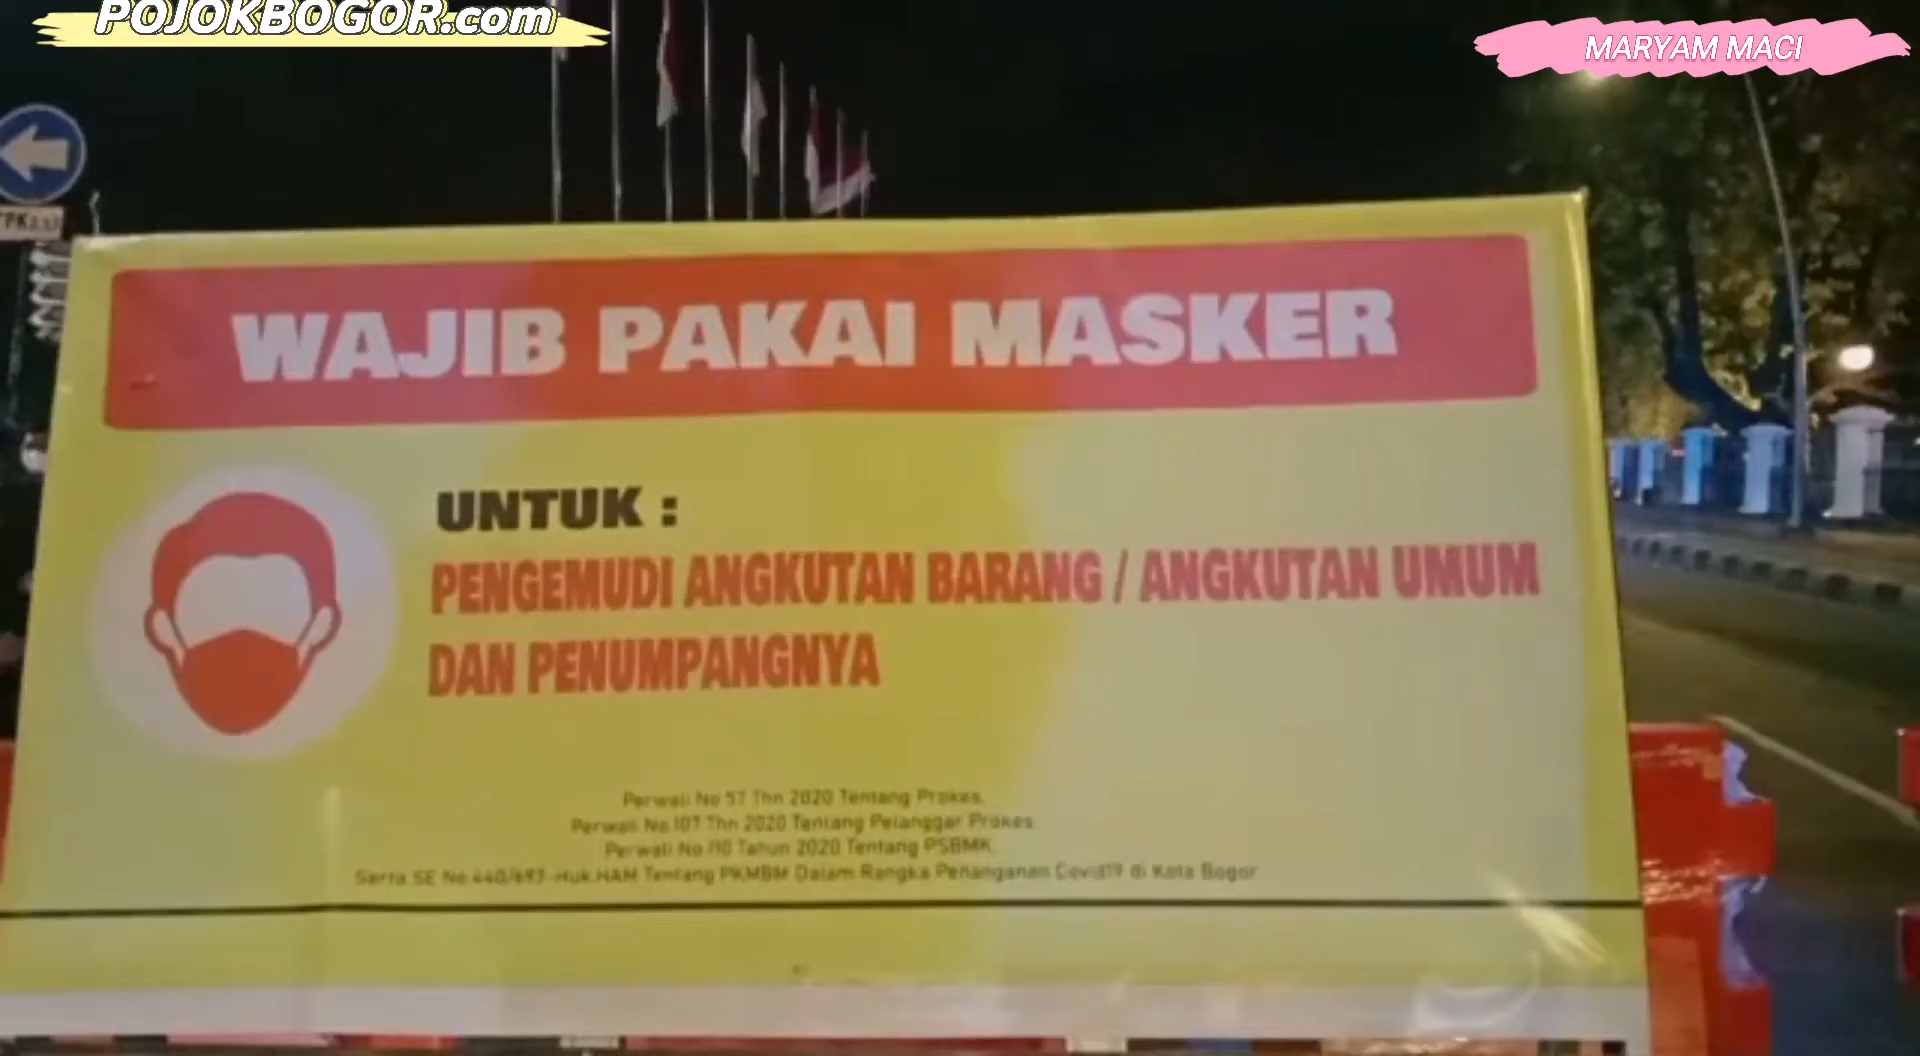 POJOKBOGOR.com
MARYAM MACI
WAJIB PAKAI MASKER
UNTUK :
PENGEMUDI ANGKUTAN BARANG / ANGKUTAN UMUM
DAN PENUMPANGNYA
Perwali No 57 Thn 2020 Tentang Prokes,
Perwali No.107 Thn 2020 Tentang Pelanggar Prokes
Perwali No.110 Tahun 2020 Tentang PSBMK,
Serta SE No.440/693-Huk.HAM Tentang PKMBM Dalam Rangka Penanganan Covid19 di Kota Bogor